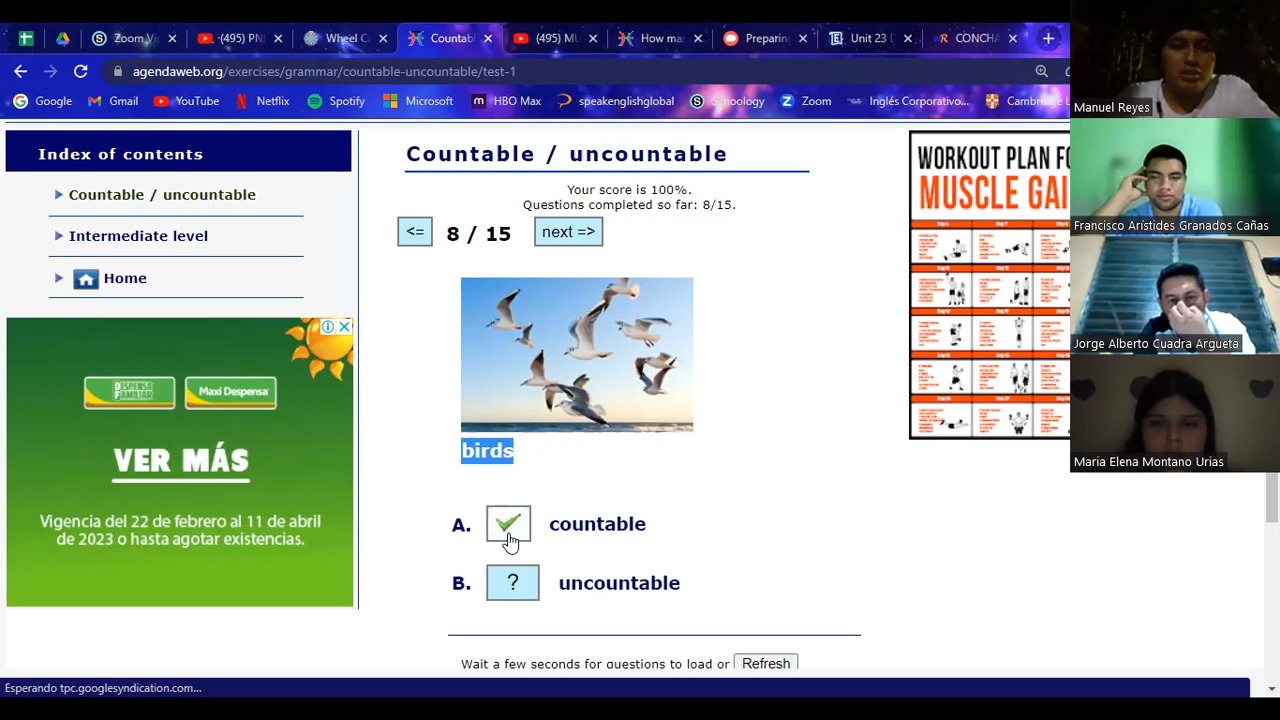 Zoom Vi
(495) PN
Wheel C
Countabl
(495) MU
How ma
Preparin
Unit 23 D
CONCHA
agendaweb.org/exercises/grammar/countable-uncountable/test-1
Google
Gmail
YouTube
Netflix
Spotify
Microsoft
HBO Max
speakenglishglobal
Schoology
Zoom
Inglés Corporativo...
Cambridge L
Index of contents
Countable / uncountable
Intermediate level
Home
DESPENSA FAMILIAR
Maxi Despensa
VER MÁS
Vigencia del 22 de febrero al 11 de abril
de 2023 o hasta agotar existencias.
Countable / uncountable
Your score is 100%.
Questions completed so far: 8/15.
<=
8 / 15
next =>
birds
A.
countable
B.
?
uncountable
Wait a few seconds for questions to load or
Refresh
WORKOUT PLAN FO
MUSCLE GAI
Manuel Reyes
Francisco Arístides Granados Cañas
Jorge Alberto Cuadra Argueta
Maria Elena Montano Urias
Esperando tpc.googlesyndication.com...